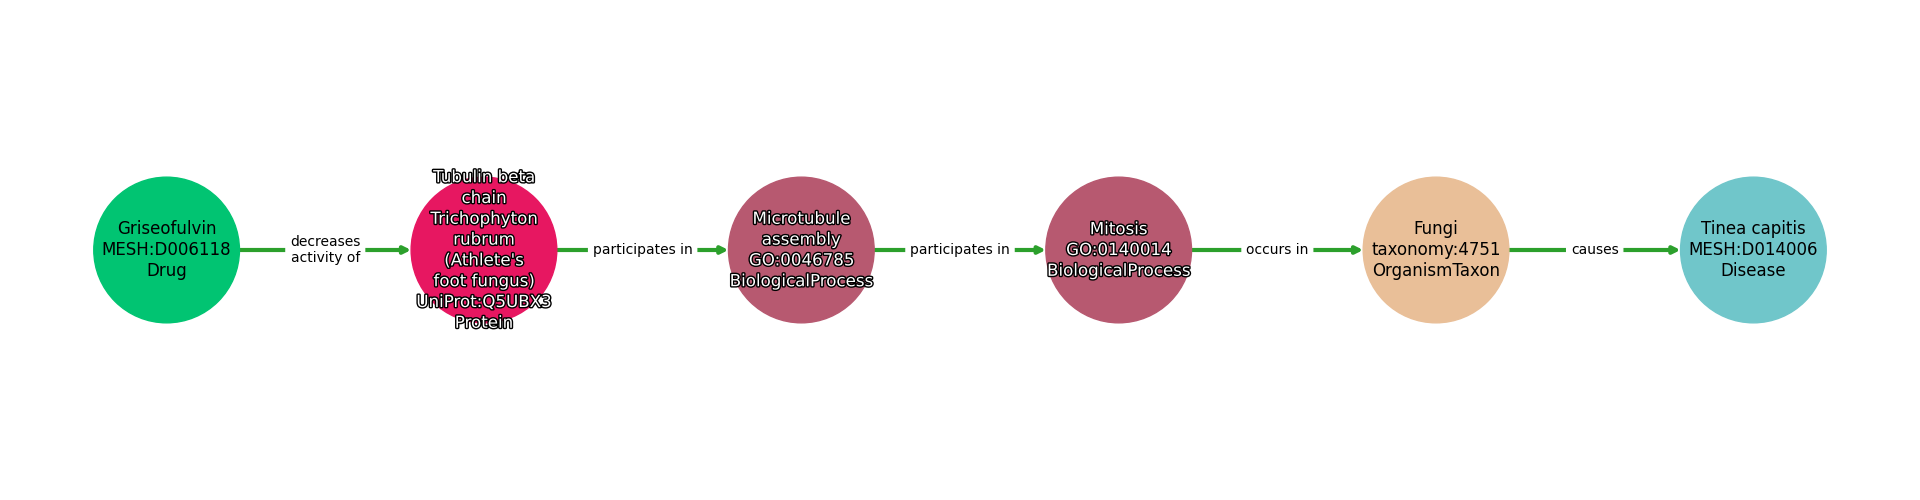 Griseofulvin
MESH:D006118
Drug
decreases
activity of
Tubulin beta
chain
Trichophyton
rubrum
(Athlete's
foot fungus)
UniProt:Q5UBX3
Protein
participates in
Microtubule
assembly
GO:0046785
BiologicalProcess
participates in
Mitosis
GO:0140014
BiologicalProcess
occurs in
Fungi
taxonomy:4751
OrganismTaxon
causes
Tinea capitis
MESH:D014006
Disease